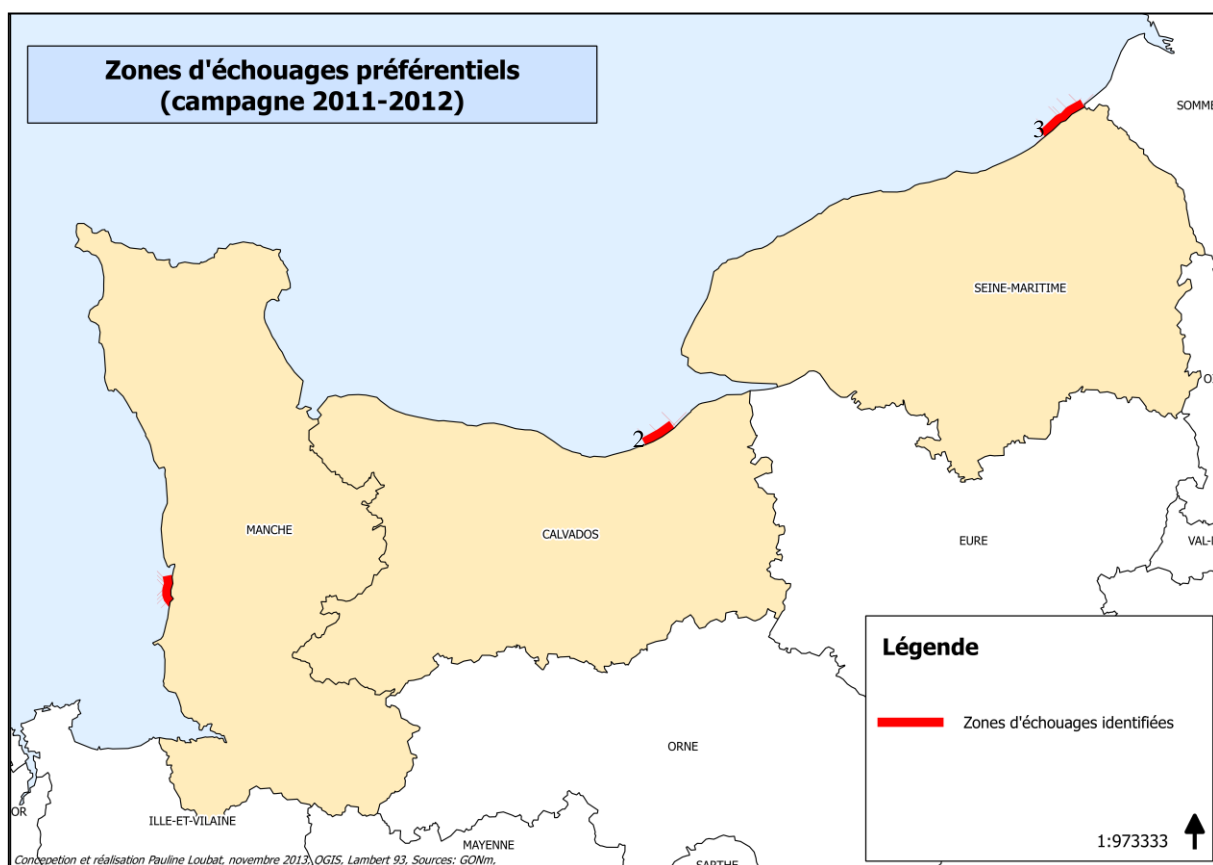 Zones d'échouages préférentiels
(campagne 2011-2012)
3
SOMME
SEINE-MARITIME
2
MANCHE
CALVADOS
EURE
VAL-
Légende
Zones d'échouages identifiées
ORNE
OR
ILLE-ET-VILAINE
MAYENNE
SARTHE
1:973333
Concepetion et réalisation Pauline Loubat, novembre 2013, QGIS, Lambert 93, Sources: GONm,